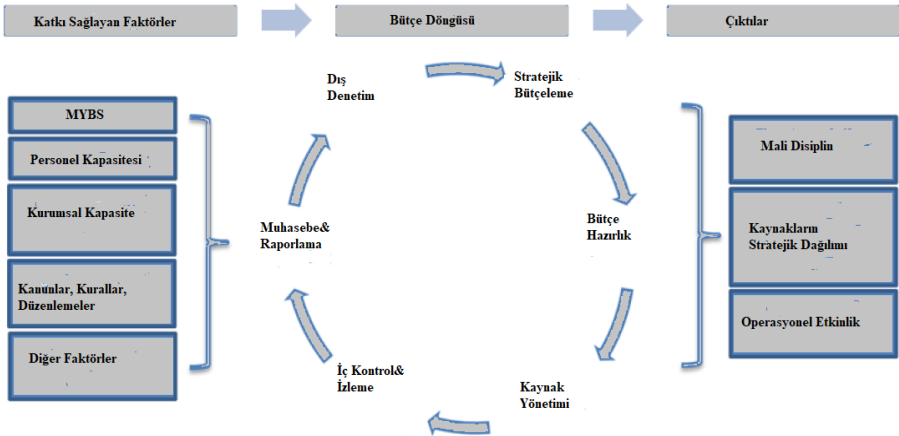 Katkı Sağlayan Faktörler
Bütçe Döngüsü
Çıktılar
MYBS
Personel Kapasitesi
Kurumsal Kapasite
Kanunlar, Kurallar,
Düzenlemeler
Diğer Faktörler
Dış
Denetim
Stratejik
Bütçeleme
Muhasebe&
Raporlama
Bütçe
Hazırlık
İç Kontrol&
İzleme
Kaynak
Yönetimi
Mali Disiplin
Kaynakların
Stratejik Dağılımı
Operasyonel Etkinlik